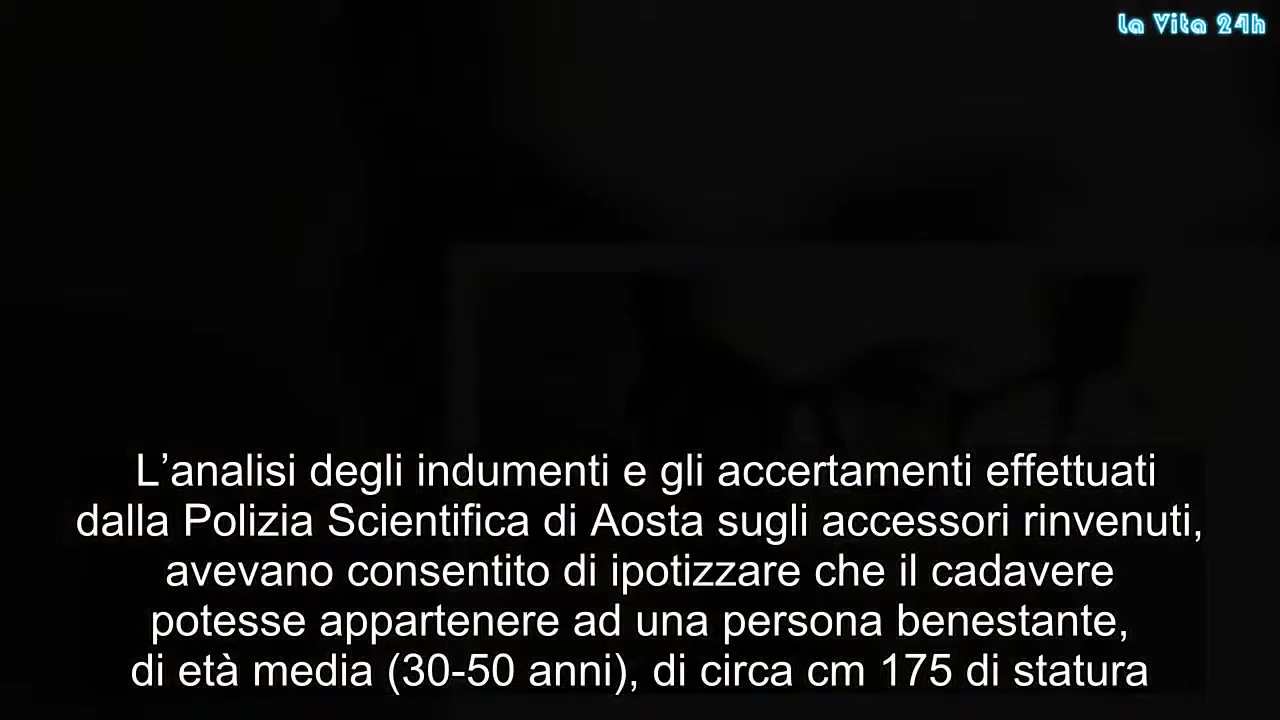 La Vita 24h
L’analisi degli indumenti e gli accertamenti effettuati
dalla Polizia Scientifica di Aosta sugli accessori rinvenuti,
avevano consentito di ipotizzare che il cadavere
potesse appartenere ad una persona benestante,
di età media (30-50 anni), di circa cm 175 di statura